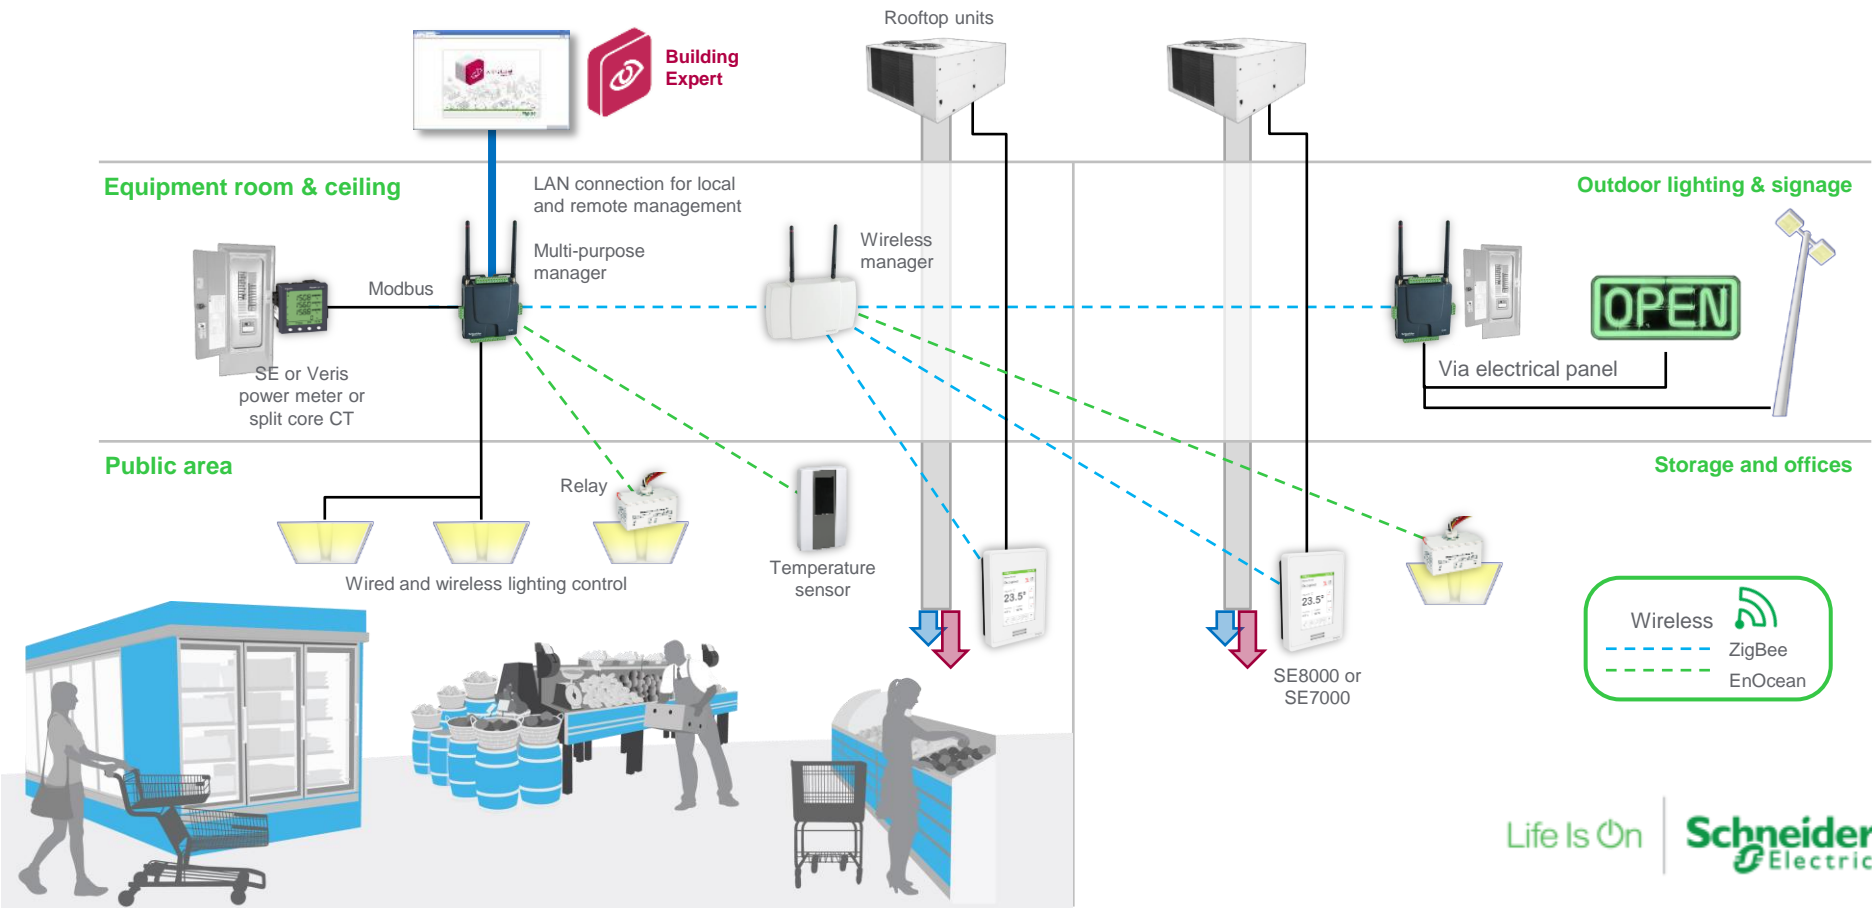 Rooftop units
Building
Expert
Equipment room & ceiling
LAN connection for local
and remote management
Outdoor lighting & signage
Multi-purpose
manager
Wireless
manager
Modbus
OPEN
SE or Veris
power meter or
split core CT
Via electrical panel
Public area
Storage and offices
Relay
Temperature
sensor
Wired and wireless lighting control
23.5°
23.5°
SE8000 or
SE7000
Wireless
ZigBee
EnOcean
Life Is On
Schneider
Electric